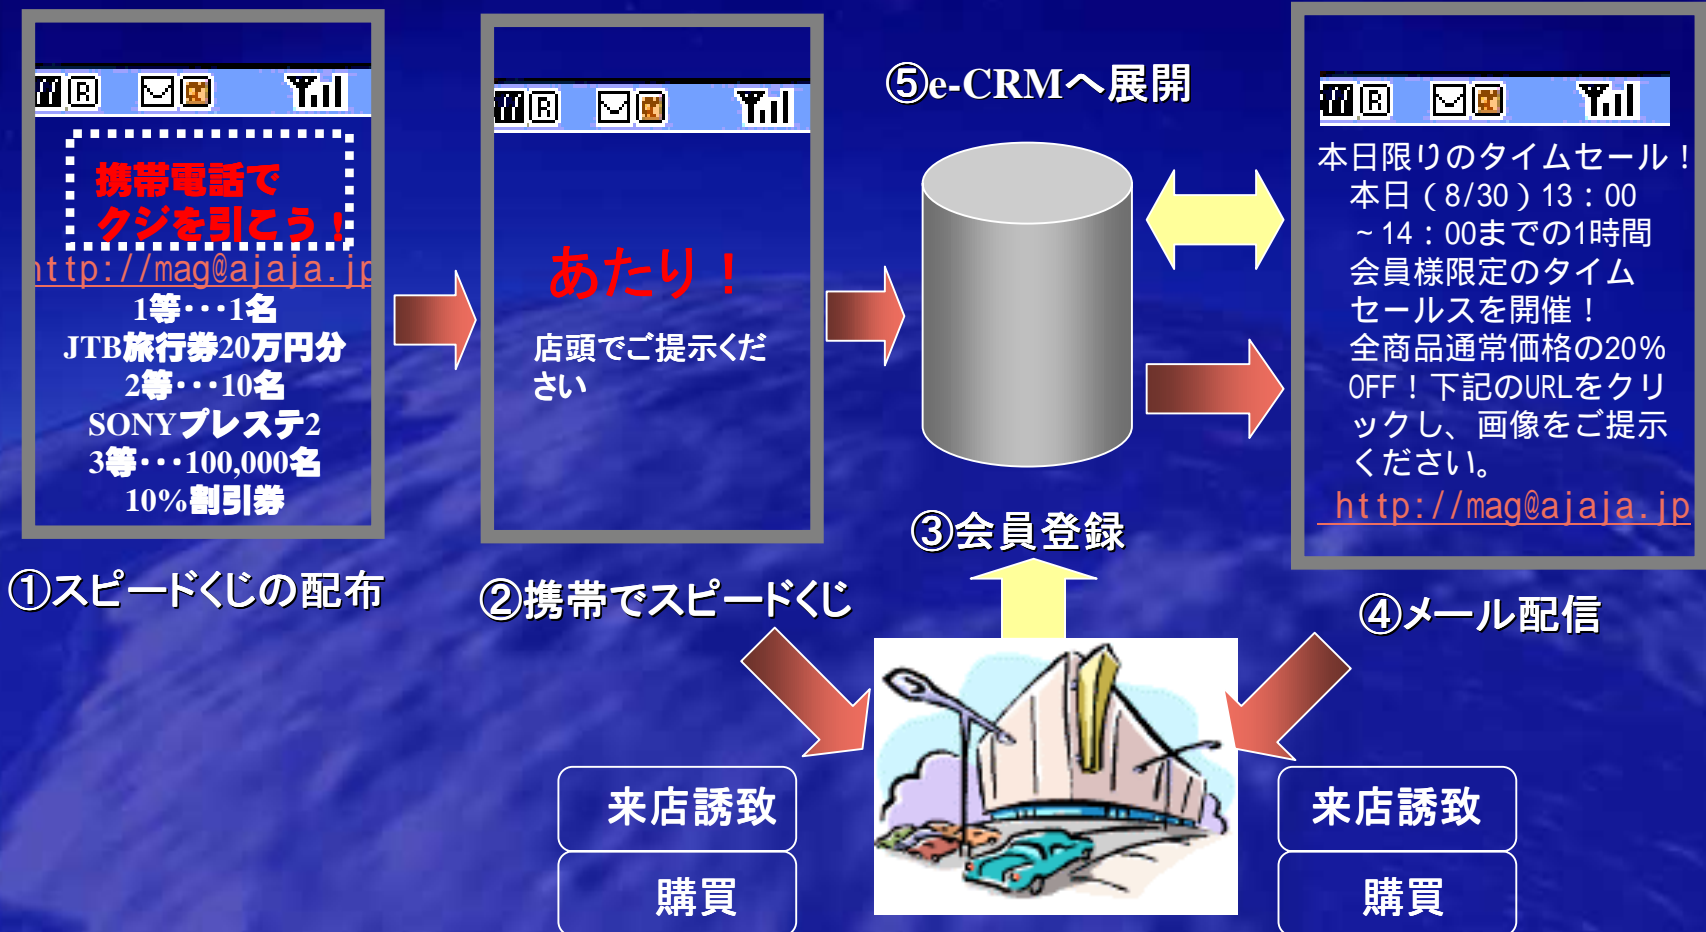 携帯電話で
クジを引こう！
http://mag@ajaja.jp
1等･･･1名
JTB旅行券20万円分
2等･･･10名
SONYプレステ2
3等･･･100,000名
10%割引券
①スピードくじの配布
あたり！
店頭でご提示くだ
さい
②携帯でスピードくじ
⑤e-CRMへ展開
③会員登録
本日限りのタイムセール！
本日（8/30）13：00
～14：00までの1時間
会員様限定のタイム
セールスを開催！
全商品通常価格の20%
OFF！下記のURLをクリ
ックし、画像をご提示
ください。
http://mag@ajaja.jp
④メール配信
来店誘致
購買
来店誘致
購買